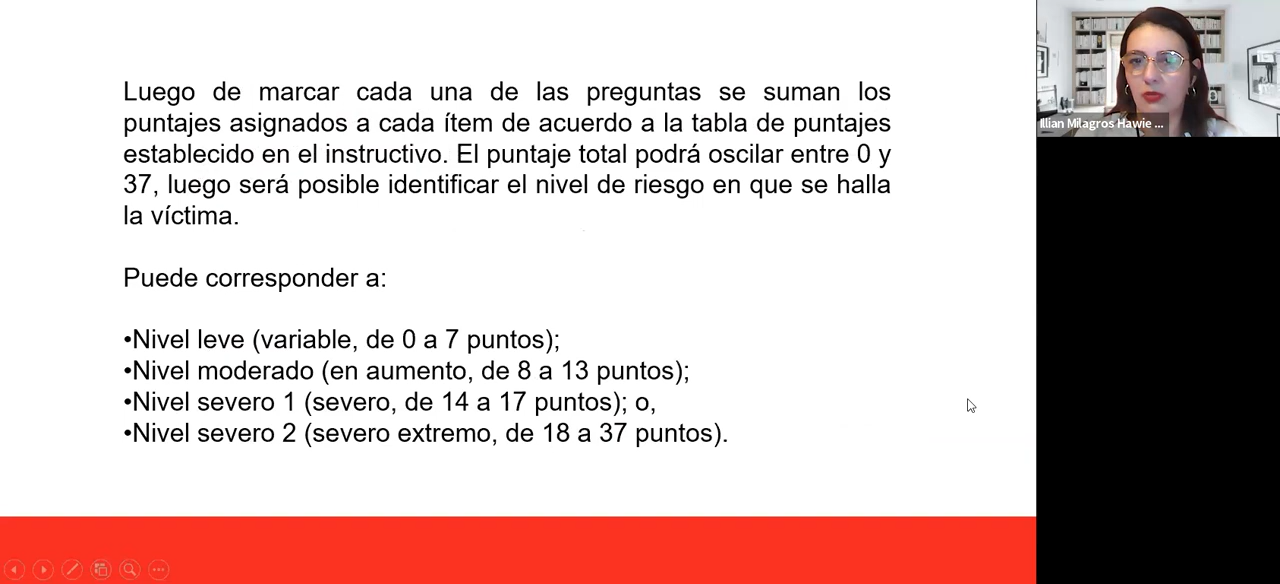 Luego de marcar cada una de las preguntas se suman los
puntajes asignados a cada ítem de acuerdo a la tabla de puntajes
establecido en el instructivo. El puntaje total podrá oscilar entre 0 y
37, luego será posible identificar el nivel de riesgo en que se halla
la víctima.
Puede corresponder a:
•Nivel leve (variable, de 0 a 7 puntos);
•Nivel moderado (en aumento, de 8 a 13 puntos);
•Nivel severo 1 (severo, de 14 a 17 puntos); o,
•Nivel severo 2 (severo extremo, de 18 a 37 puntos).
Illian Milagros Hawie ...